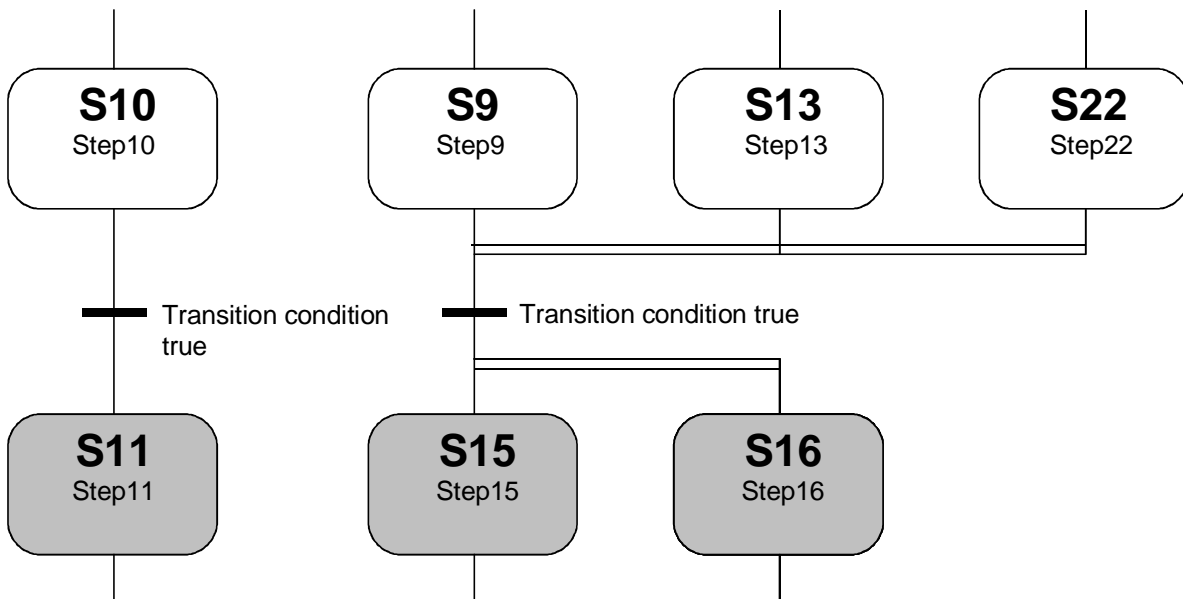 S10
Step10
S9
Step9
S13
Step13
S22
Step22
Transition condition
true
Transition condition true
S11
Step11
S15
Step15
S16
Step16